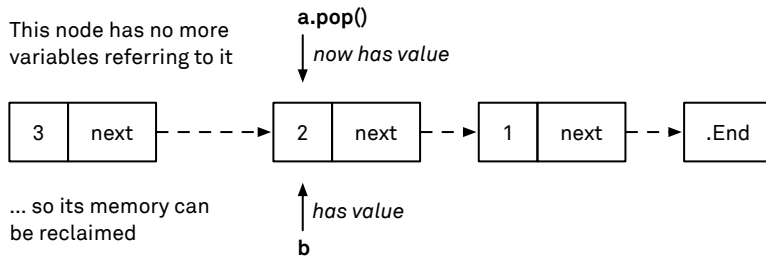 This node has no more
variables referring to it
a.pop()
now has value
3 next 2 next 1 next .End
... so its memory can
be reclaimed
has value
b